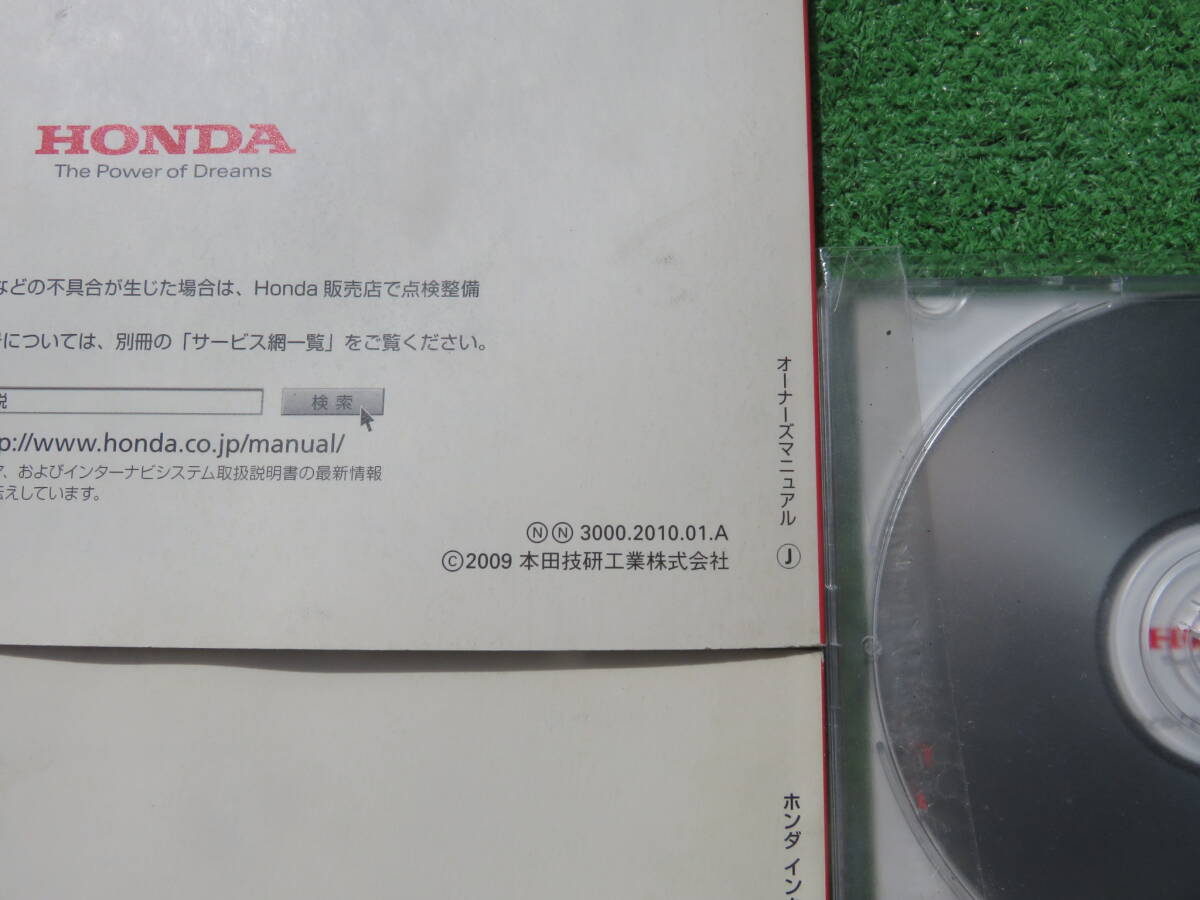 HONDA
The Power of Dreams
などの不具合が生じた場合は、Honda 販売店で点検整備
については、別冊の「サービス網一覧」をご覧ください。
説
検索
p://www.honda.co.jp/manual/
、およびインターナビシステム取扱説明書の最新情報
伝えしています。
ⓃⓃ 3000.2010.01.A
©2009 本田技研工業株式会社
オーナーズマニュアル Ⓙ
ホンダ イン